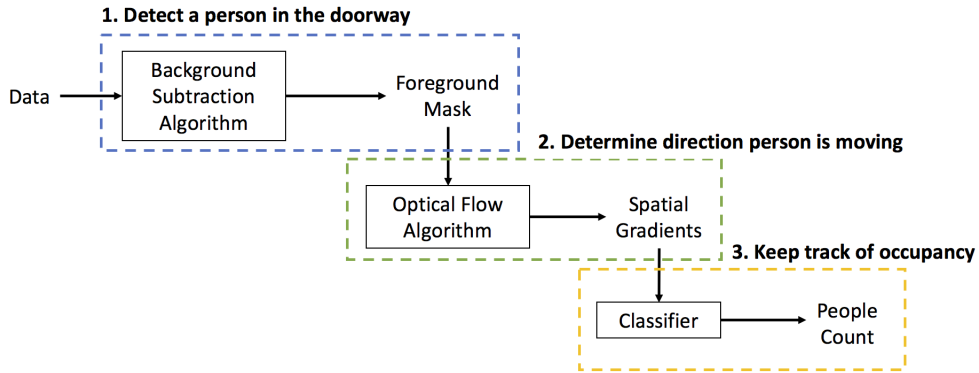 1. Detect a person in the doorway
Data
Background
Subtraction
Algorithm
Foreground
Mask
2. Determine direction person is moving
Optical Flow
Algorithm
Spatial
Gradients
3. Keep track of occupancy
Classifier
People
Count